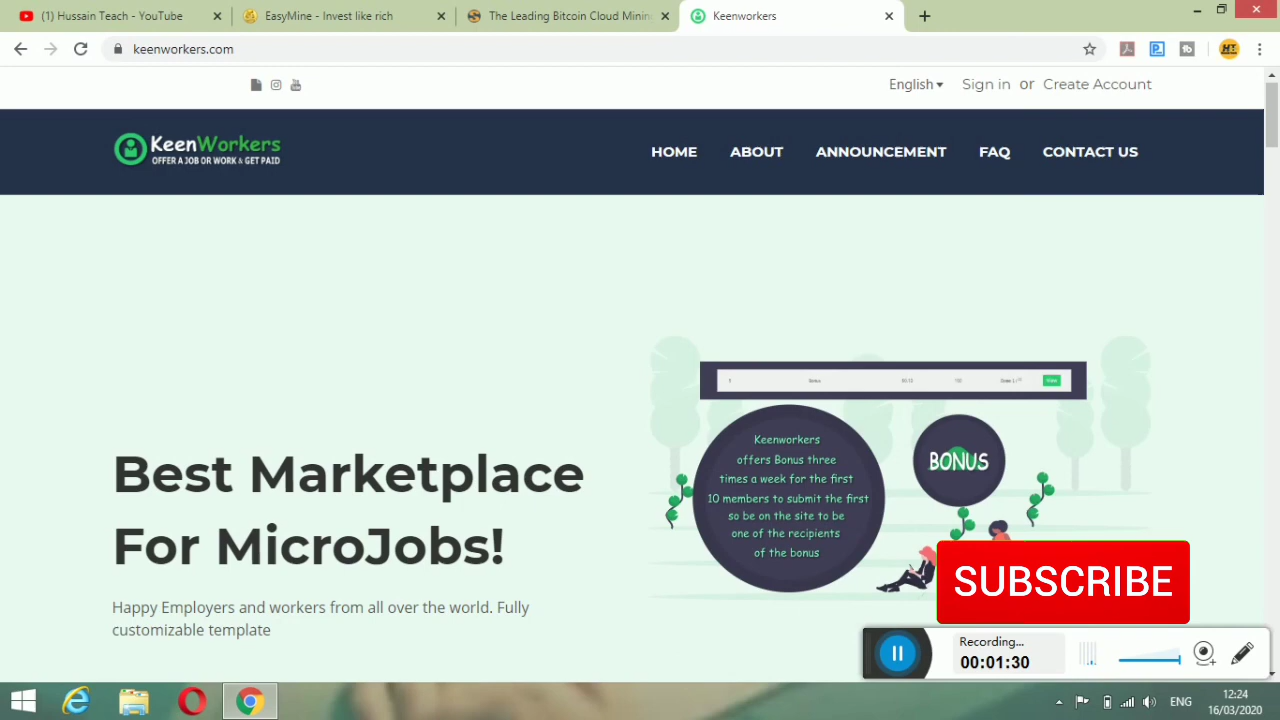 (1) Hussain Teach - YouTube
EasyMine - Invest like rich
The Leading Bitcoin Cloud Minin
Keenworkers
keenworkers.com
English
Sign in or Create Account
KeenWorkers
OFFER A JOB OR WORK & GET PAID
HOME
ABOUT
ANNOUNCEMENT
FAQ
CONTACT US
Keenworkers
offers Bonus three
times a week for the first
10 members to submit the first
so be on the site to be
one of the recipients
of the bonus
BONUS
Best Marketplace
For MicroJobs!
Happy Employers and workers from all over the world. Fully
customizable template
SUBSCRIBE
Recording...
00:01:30
ENG
12:24
16/03/2020